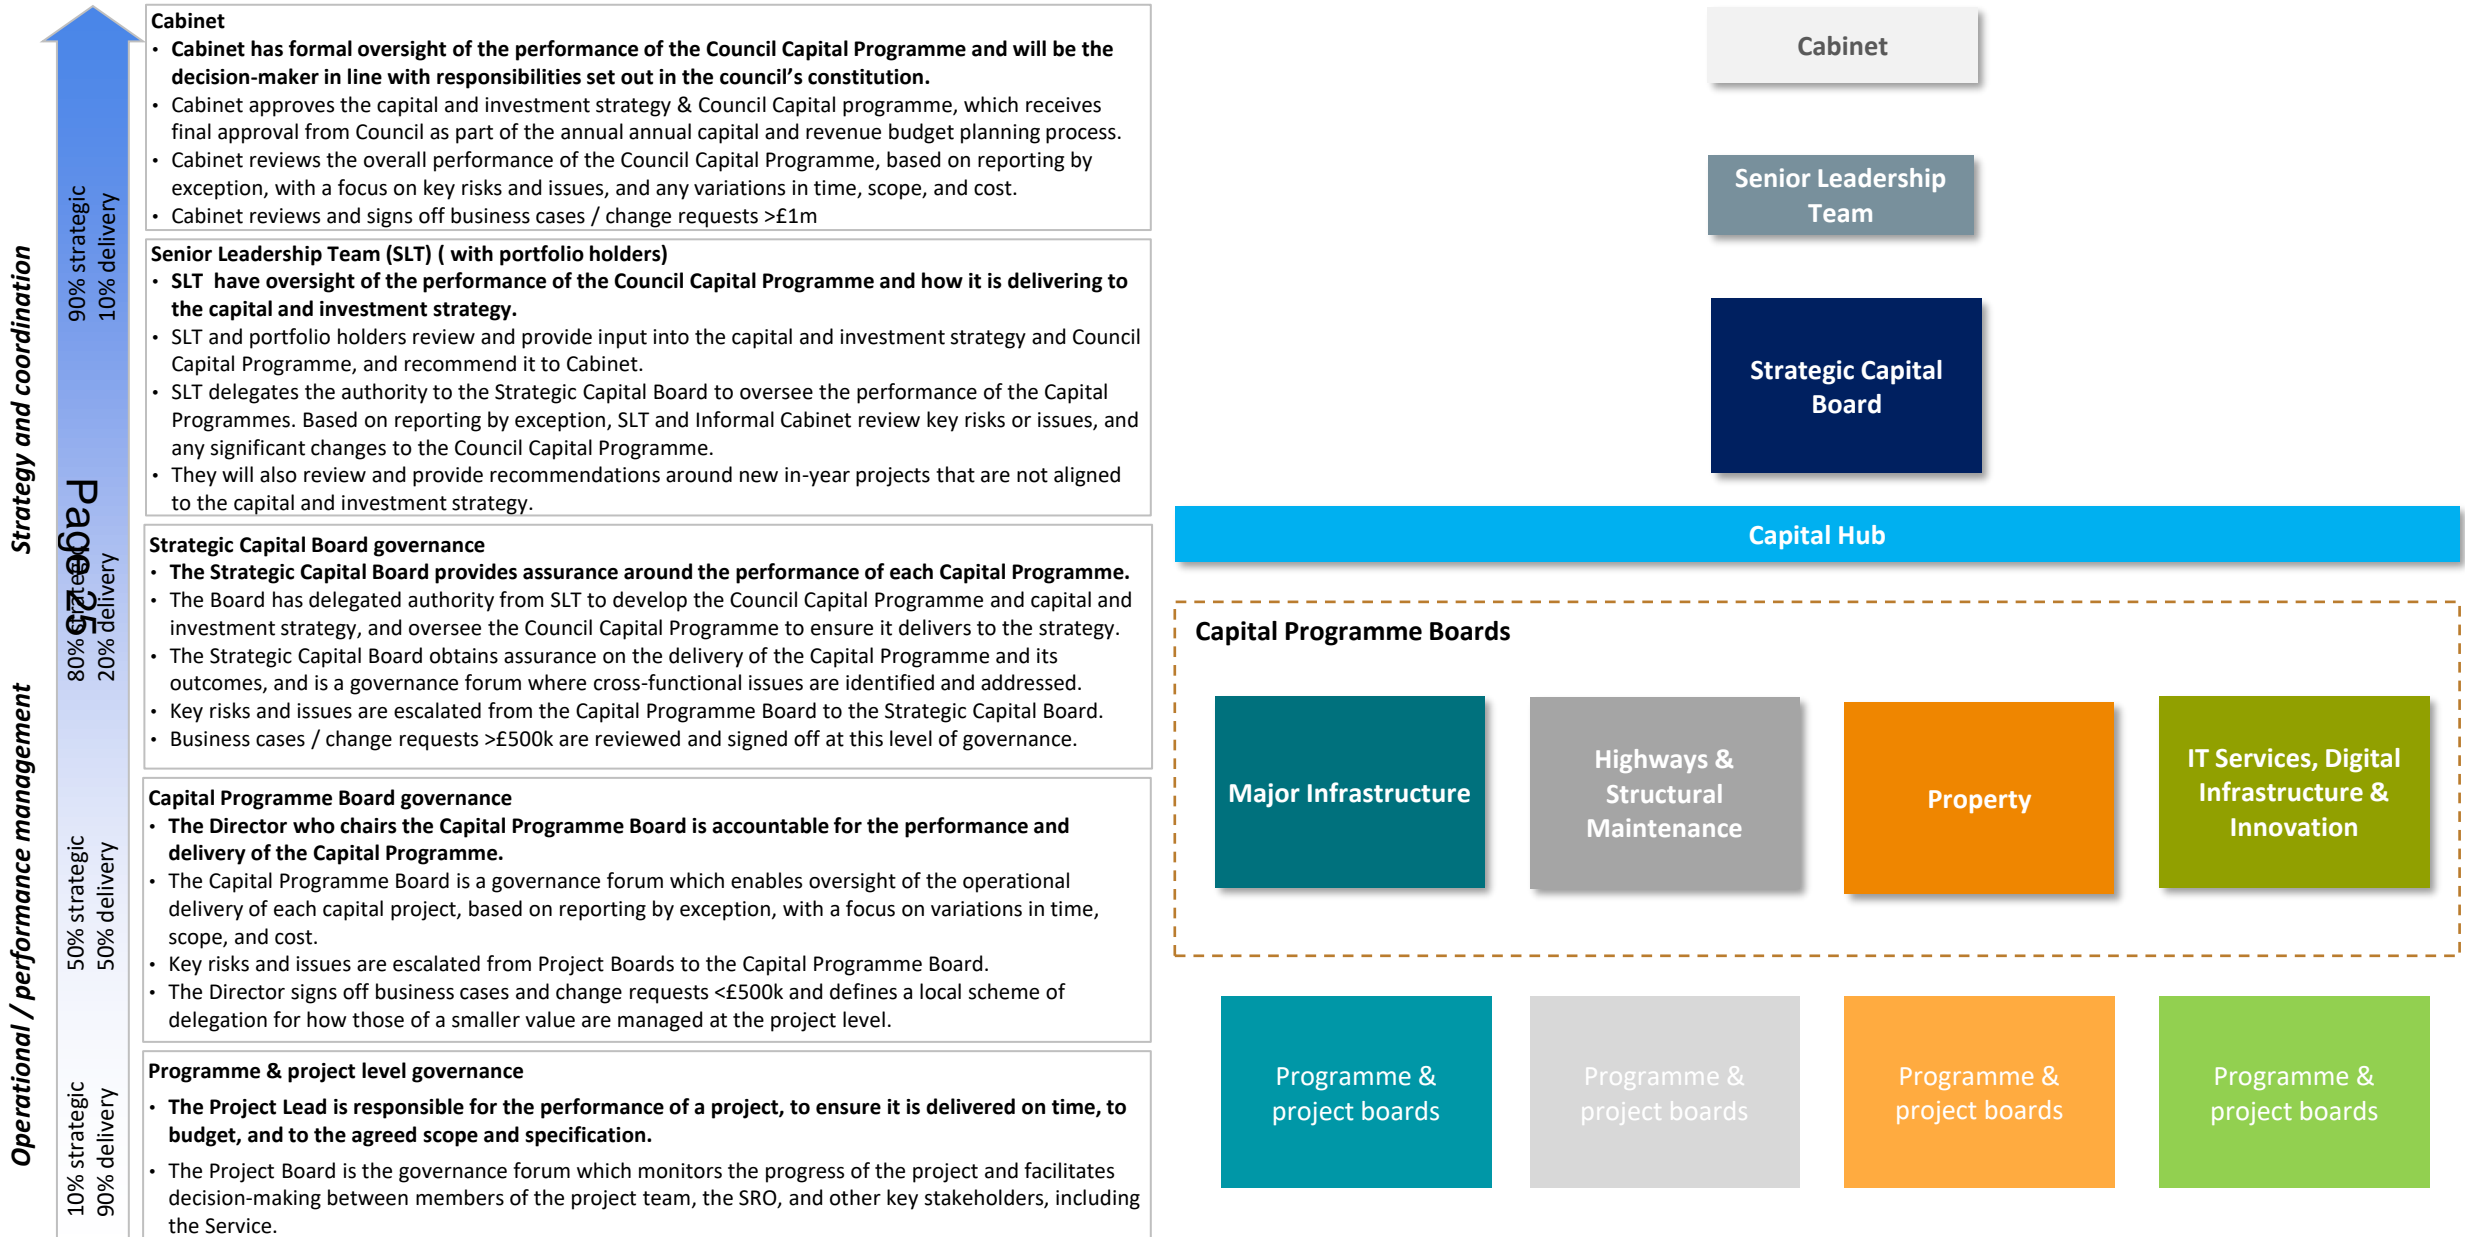 Cabinet
• Cabinet has formal oversight of the performance of the Council Capital Programme and will be the
decision-maker in line with responsibilities set out in the council’s constitution.
• Cabinet approves the capital and investment strategy & Council Capital programme, which receives
final approval from Council as part of the annual annual capital and revenue budget planning process.
• Cabinet reviews the overall performance of the Council Capital Programme, based on reporting by
exception, with a focus on key risks and issues, and any variations in time, scope, and cost.
• Cabinet reviews and signs off business cases / change requests >£1m
Senior Leadership Team (SLT) ( with portfolio holders)
• SLT have oversight of the performance of the Council Capital Programme and how it is delivering to
the capital and investment strategy.
• SLT and portfolio holders review and provide input into the capital and investment strategy and Council
Capital Programme, and recommend it to Cabinet.
• SLT delegates the authority to the Strategic Capital Board to oversee the performance of the Capital
Programmes. Based on reporting by exception, SLT and Informal Cabinet review key risks or issues, and
any significant changes to the Council Capital Programme.
• They will also review and provide recommendations around new in-year projects that are not aligned
to the capital and investment strategy.
Strategic Capital Board governance
• The Strategic Capital Board provides assurance around the performance of each Capital Programme.
• The Board has delegated authority from SLT to develop the Council Capital Programme and capital and
investment strategy, and oversee the Council Capital Programme to ensure it delivers to the strategy.
• The Strategic Capital Board obtains assurance on the delivery of the Capital Programme and its
outcomes, and is a governance forum where cross-functional issues are identified and addressed.
• Key risks and issues are escalated from the Capital Programme Board to the Strategic Capital Board.
• Business cases / change requests >£500k are reviewed and signed off at this level of governance.
Capital Programme Board governance
• The Director who chairs the Capital Programme Board is accountable for the performance and
delivery of the Capital Programme.
• The Capital Programme Board is a governance forum which enables oversight of the operational
delivery of each capital project, based on reporting by exception, with a focus on variations in time,
scope, and cost.
• Key risks and issues are escalated from Project Boards to the Capital Programme Board.
• The Director signs off business cases and change requests <£500k and defines a local scheme of
delegation for how those of a smaller value are managed at the project level.
Programme & project level governance
• The Project Lead is responsible for the performance of a project, to ensure it is delivered on time, to
budget, and to the agreed scope and specification.
• The Project Board is the governance forum which monitors the progress of the project and facilitates
decision-making between members of the project team, the SRO, and other key stakeholders, including
the Service.
Strategy and coordination
Operational / performance management
90% strategic
10% delivery
80% strategic
20% delivery
50% strategic
50% delivery
10% strategic
90% delivery
Page 25
Cabinet
Senior Leadership
Team
Strategic Capital
Board
Capital Hub
Capital Programme Boards
Major Infrastructure
Highways &
Structural
Maintenance
Property
IT Services, Digital
Infrastructure &
Innovation
Programme &
project boards
Programme &
project boards
Programme &
project boards
Programme &
project boards